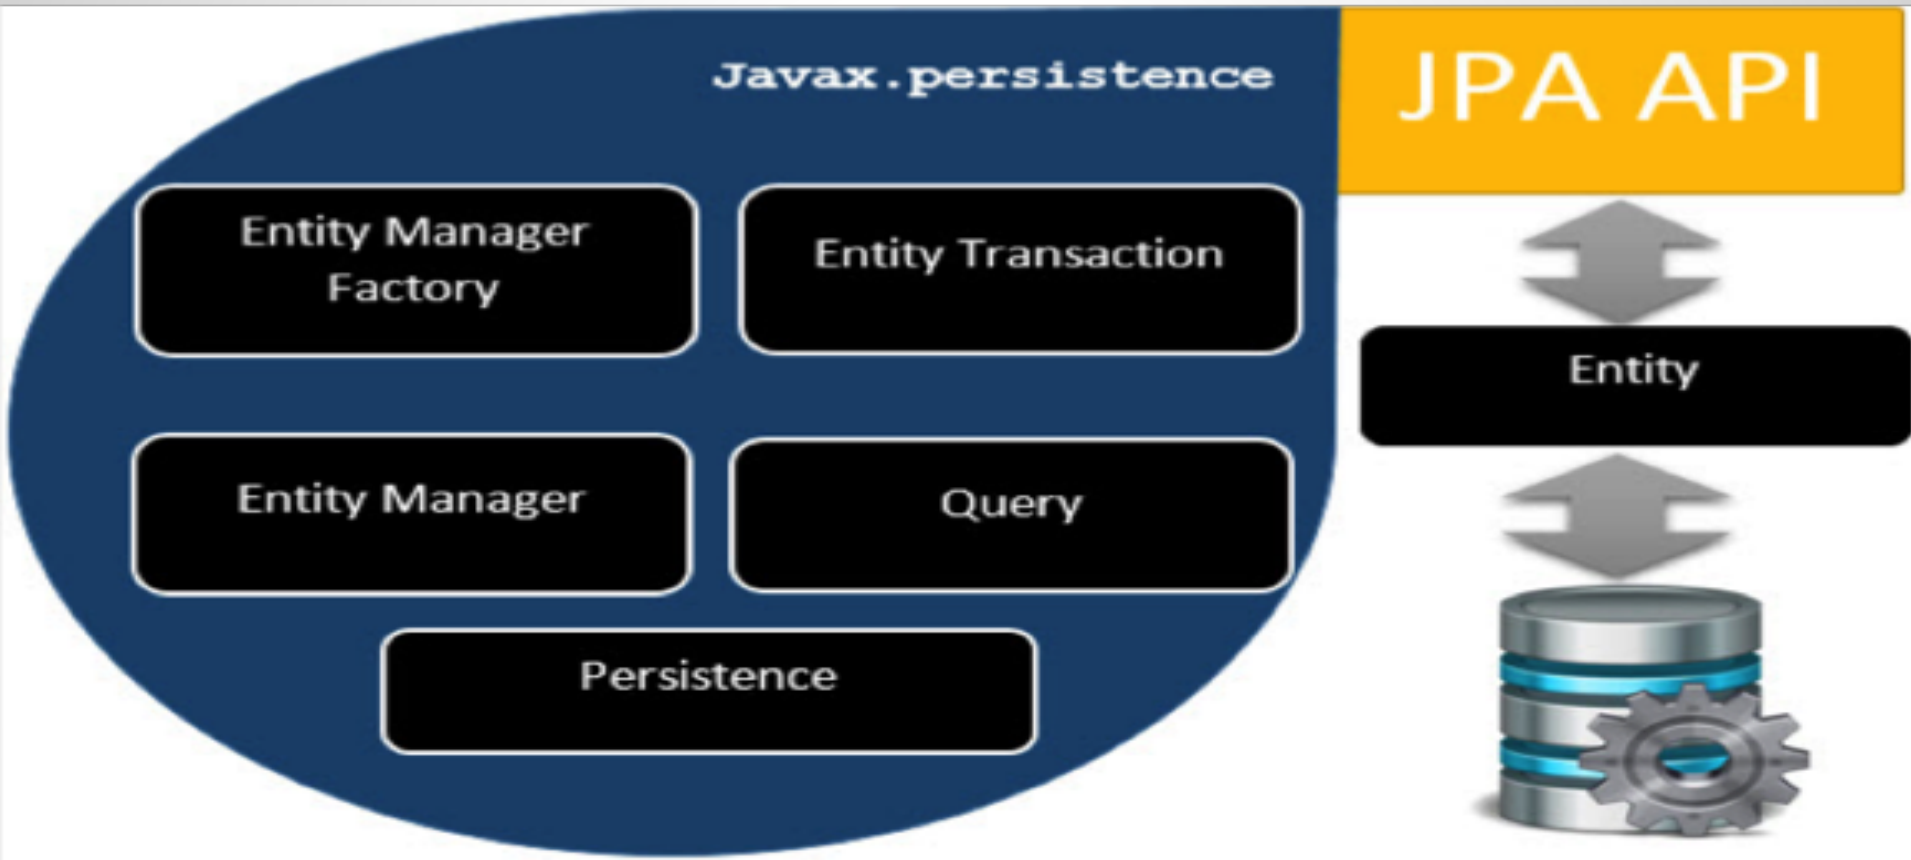 Javax.persistence
JPA API
Entity Manager
Factory
Entity Transaction
Entity
Entity Manager
Query
Persistence